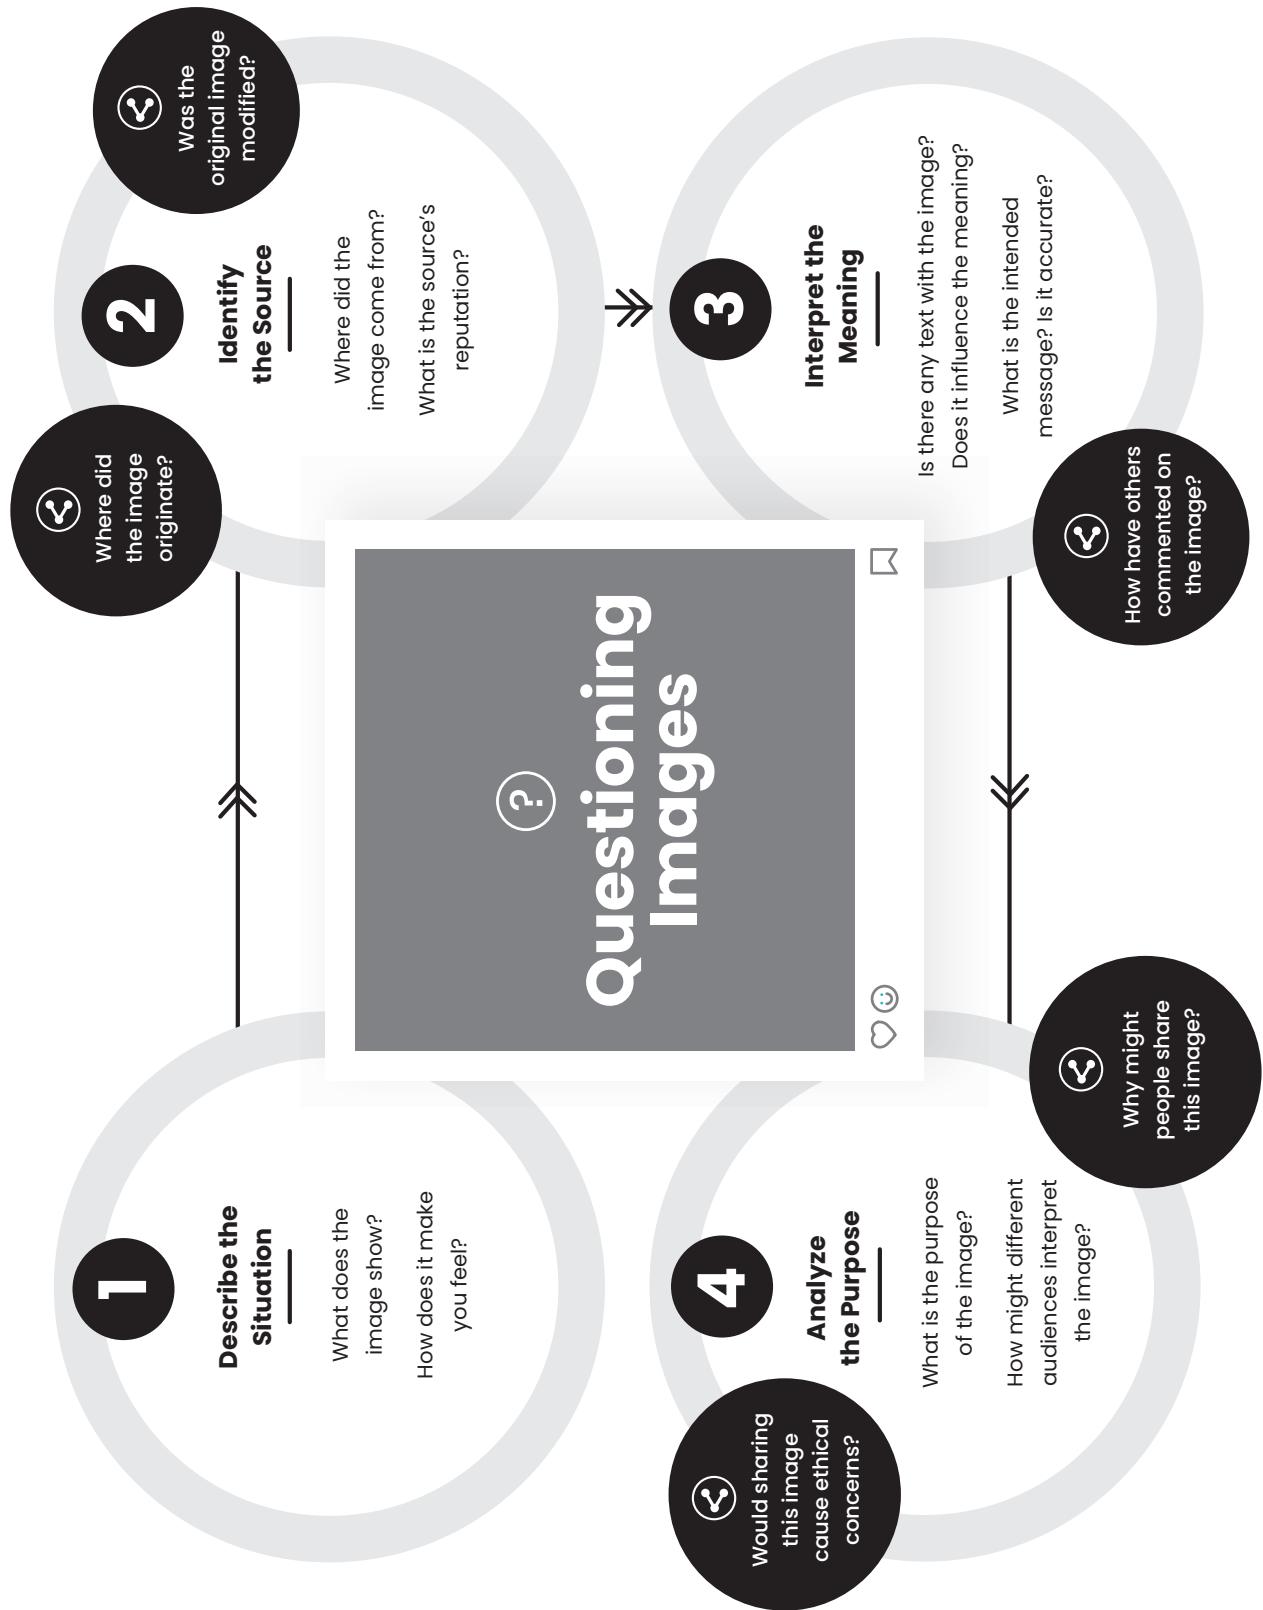 Questioning
Images
1
Describe the
Situation
What does the
image show?
How does it make
you feel?
2
Identify
the Source
Where did the
image come from?
What is the source's
reputation?
Where did
the image
originate?
Was the
original image
modified?
3
Interpret the
Meaning
Is there any text with the image?
Does it influence the meaning?
What is the intended
message? Is it accurate?
How have others
commented on
the image?
4
Analyze
the Purpose
What is the purpose
of the image?
How might different
audiences interpret
the image?
Why might
people share
this image?
Would sharing
this image
cause ethical
concerns?
?